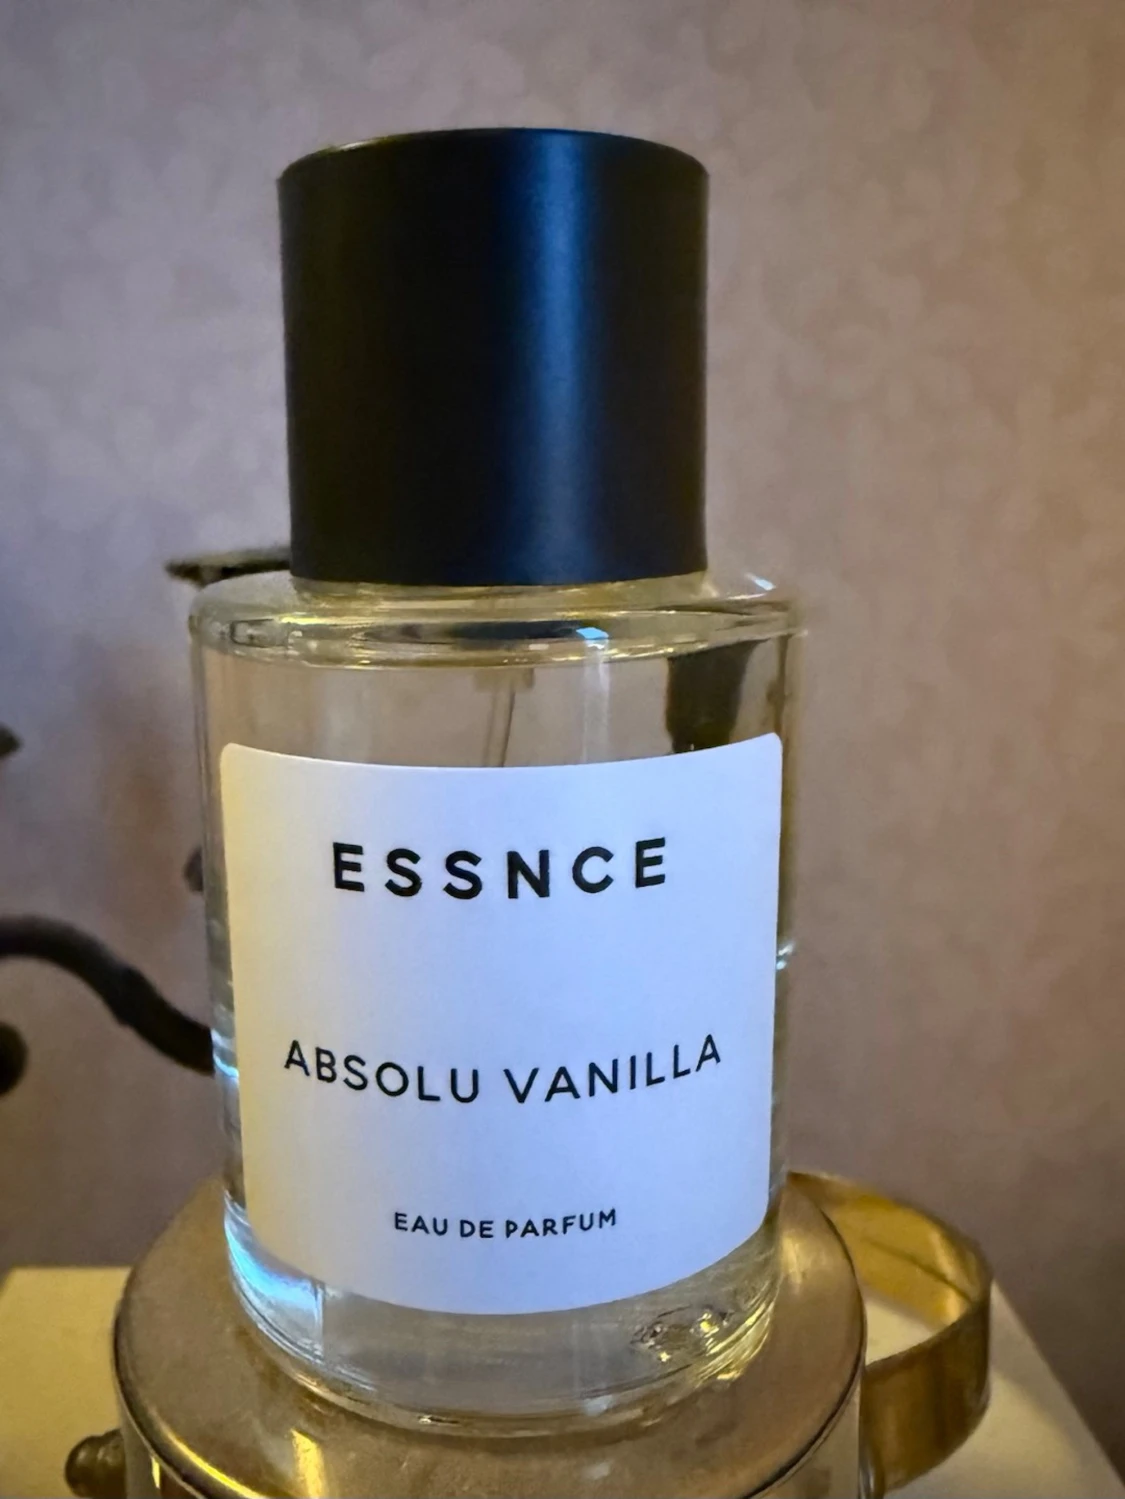 ESSNCE
ABSOLU VANILLA
EAU DE PARFUM